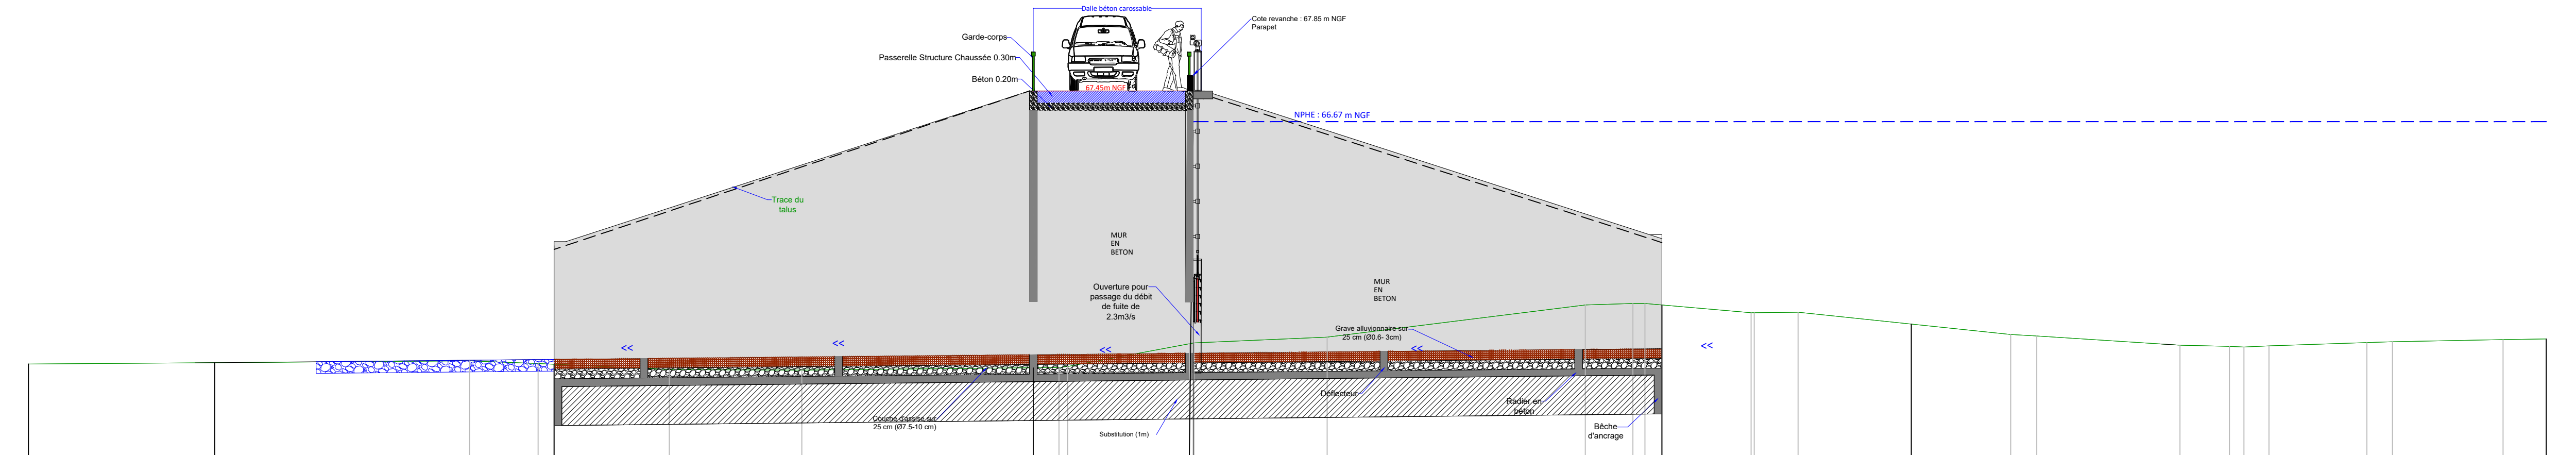 Dalle béton carossable
Cote revanche : 67.85 m NGF
Parapet
Garde-corps
Passerelle Structure Chaussée 0.30m
Béton 0.20m
67.45m NGF
NPHE : 66.67 m NGF
Trace du
talus
MUR
EN
BETON
MUR
EN
BETON
Ouverture pour
passage du débit
de fuite de
2.3m3/s
Grave alluvionnaire sur
25 cm (Ø0.6- 3cm)
<<
<<
<<
<<
<<
Déflecteur
Radier en
béton
Couche d'assise sur
25 cm (Ø7.5-10 cm)
Substitution (1m)
Bêche
d'ancrage